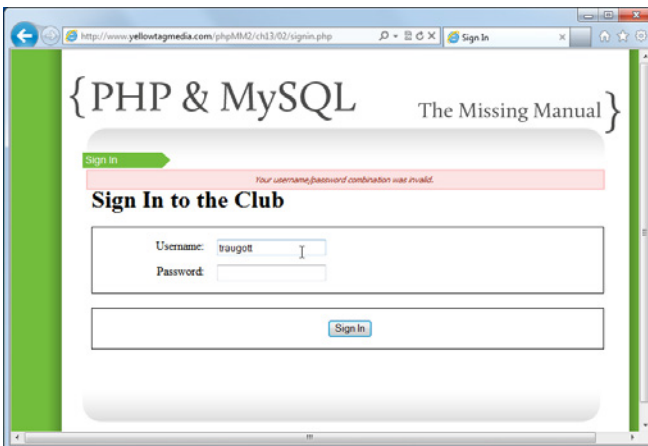 http://www.yellowtagmedia.com/phpMM2/ch13/02/signin.php
Sign In
{PHP & MySQL
The Missing Manual}
Sign In
Your username/password combination was invalid.
Sign In to the Club
Username: traugott
Password:
Sign In